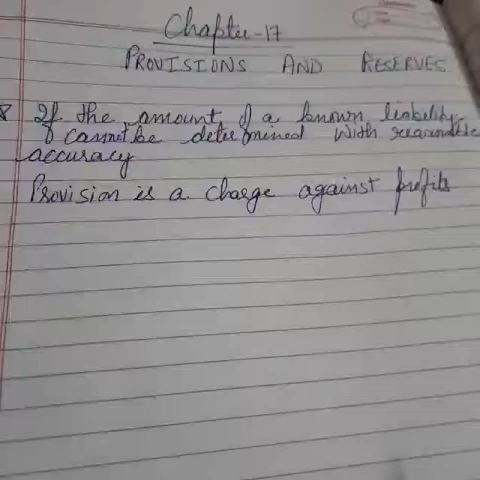 Chapter-17
PROVISIONS AND RESERVES
If the amount of a known liability
cannot be determined with reasonable
accuracy
Provision is a charge against profits